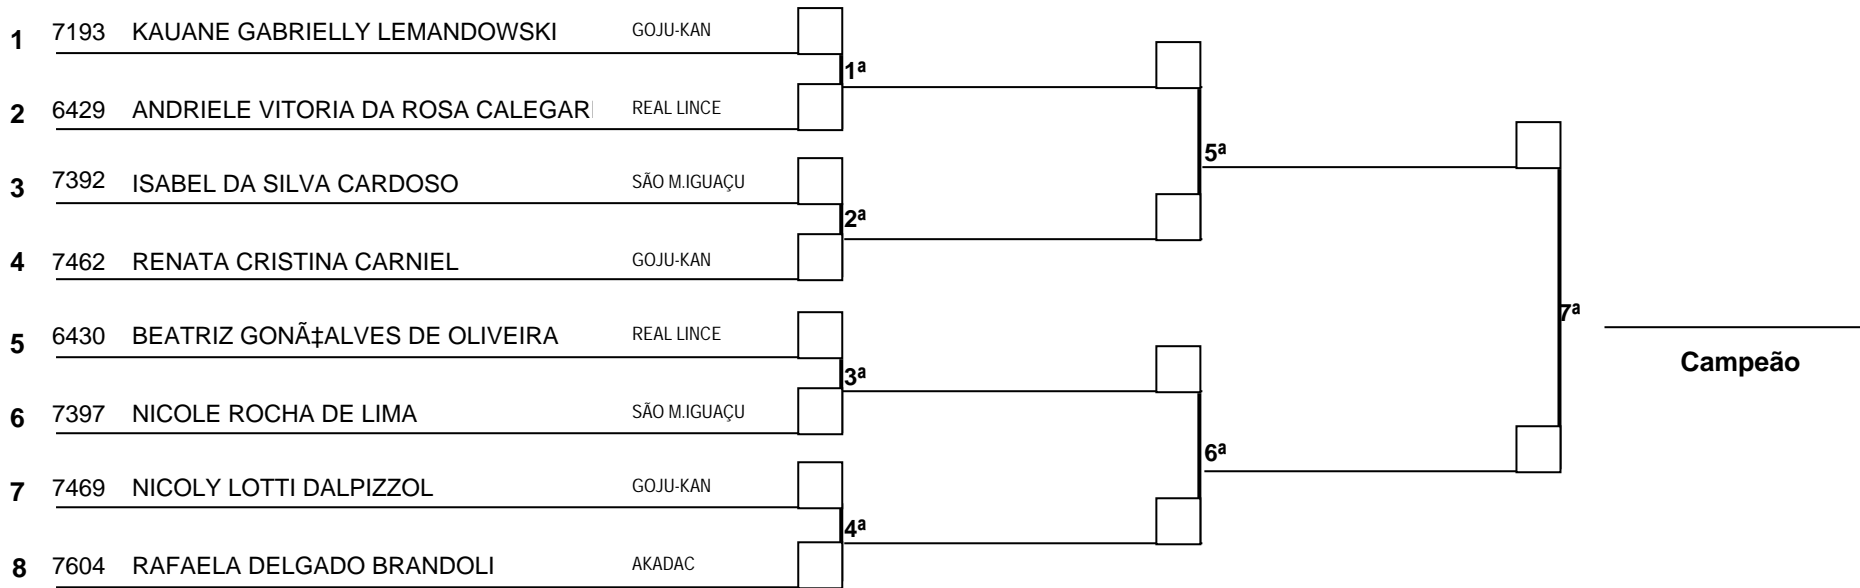 1 7193 KAUANE GABRIELLY LEMANDOWSKI GOJU-KAN
1ª
2 6429 ANDRIELE VITORIA DA ROSA CALEGARI REAL LINCE
5ª
3 7392 ISABEL DA SILVA CARDOSO SÃO M.IGUAÇU
2ª
4 7462 RENATA CRISTINA CARNIEL GOJU-KAN
7ª
5 6430 BEATRIZ GONÃ‡ALVES DE OLIVEIRA REAL LINCE
Campeão
3ª
6 7397 NICOLE ROCHA DE LIMA SÃO M.IGUAÇU
6ª
7 7469 NICOLY LOTTI DALPIZZOL GOJU-KAN
4ª
8 7604 RAFAELA DELGADO BRANDOLI AKADAC